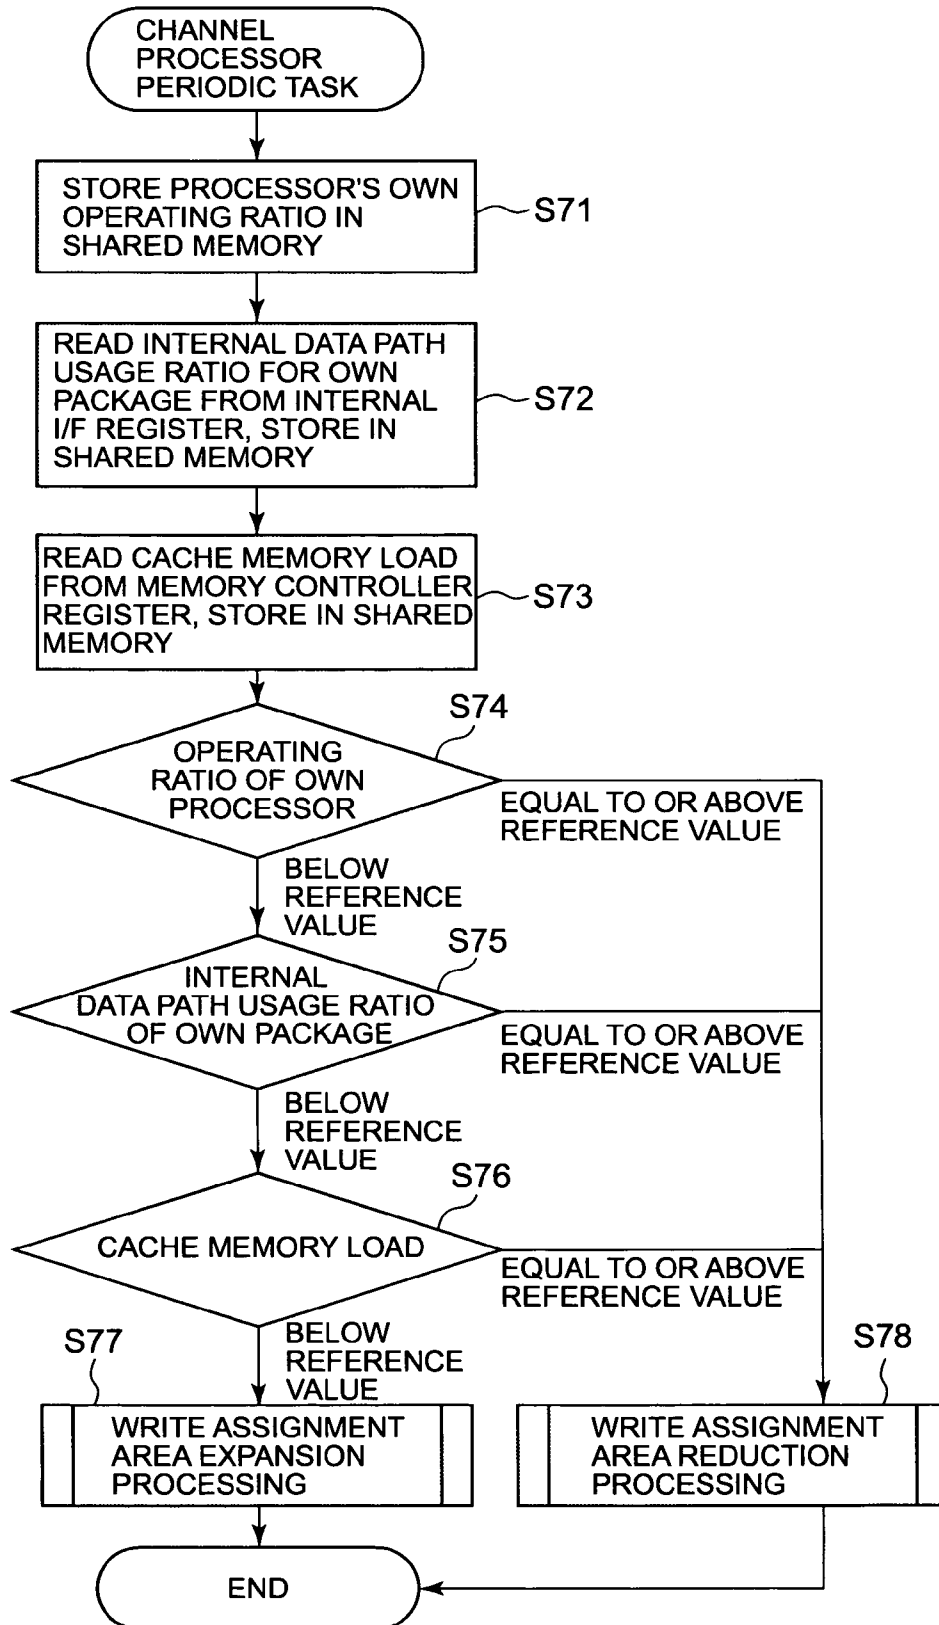 CHANNEL
PROCESSOR
PERIODIC TASK
STORE PROCESSOR'S OWN
OPERATING RATIO IN
SHARED MEMORY
S71
READ INTERNAL DATA PATH
USAGE RATIO FOR OWN
PACKAGE FROM INTERNAL
I/F REGISTER, STORE IN
SHARED MEMORY
S72
READ CACHE MEMORY LOAD
FROM MEMORY CONTROLLER
REGISTER, STORE IN SHARED
MEMORY
S73
S74
OPERATING
RATIO OF OWN
PROCESSOR
EQUAL TO OR ABOVE
REFERENCE VALUE
BELOW
REFERENCE
VALUE
S75
INTERNAL
DATA PATH USAGE RATIO
OF OWN PACKAGE
EQUAL TO OR ABOVE
REFERENCE VALUE
BELOW
REFERENCE
VALUE
S76
CACHE MEMORY LOAD
EQUAL TO OR ABOVE
REFERENCE VALUE
BELOW
REFERENCE
VALUE
S77
WRITE ASSIGNMENT
AREA EXPANSION
PROCESSING
S78
WRITE ASSIGNMENT
AREA REDUCTION
PROCESSING
END